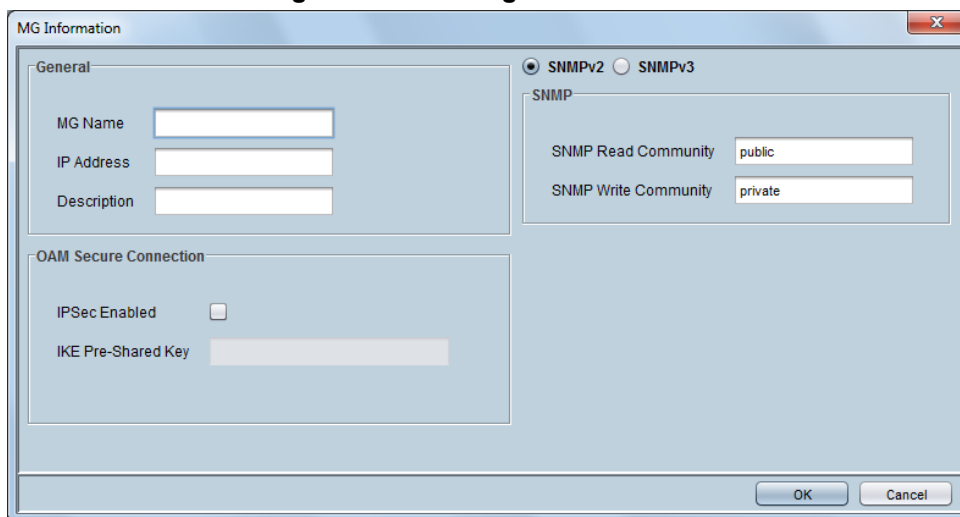 MG Information
General
MG Name
IP Address
Description
OAM Secure Connection
IPSec Enabled
IKE Pre-Shared Key
SNMPv2 SNMPv3
SNMP
SNMP Read Community public
SNMP Write Community private
OK Cancel